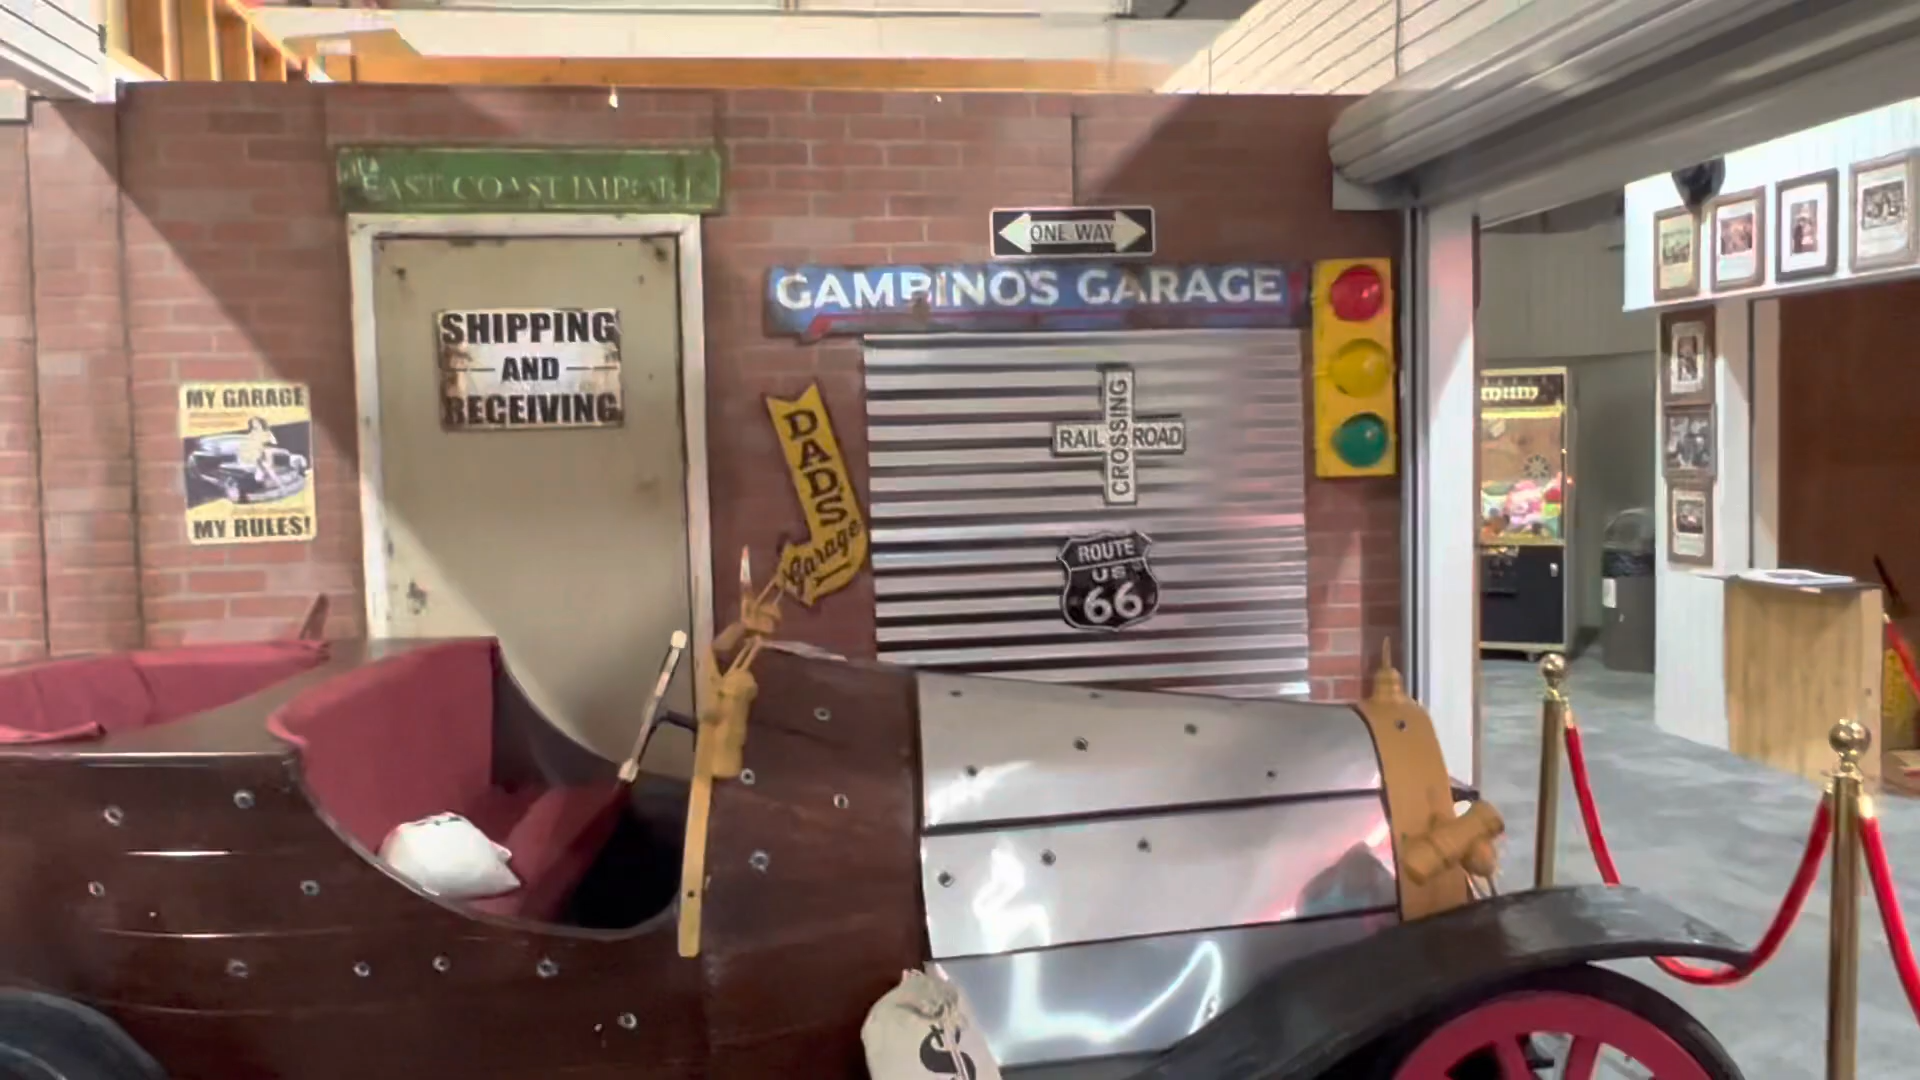 EAST COAST IMPORT
ONE WAY
GAMBINO'S GARAGE
SHIPPING
AND
RECEIVING
MY GARAGE
MY RULES!
DAD'S
Garage
RAIL ROAD
CROSSING
ROUTE
US
66
$